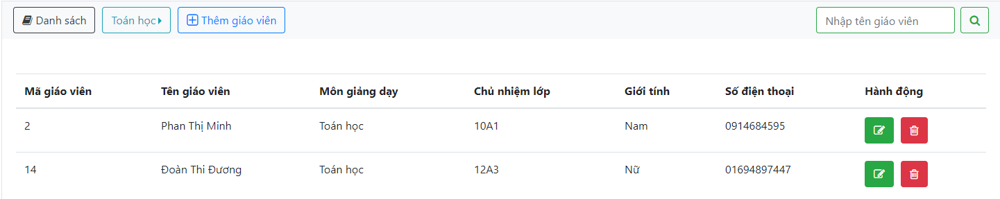 Danh sách Toán học Thêm giáo viên Nhập tên giáo viên
Mã giáo viên Tên giáo viên Môn giảng dạy Chủ nhiệm lớp Giới tính Số điện thoại Hành động
2 Phan Thị Minh Toán học 10A1 Nam 0914684595
14 Đoàn Thi Đương Toán học 12A3 Nữ 01694897447